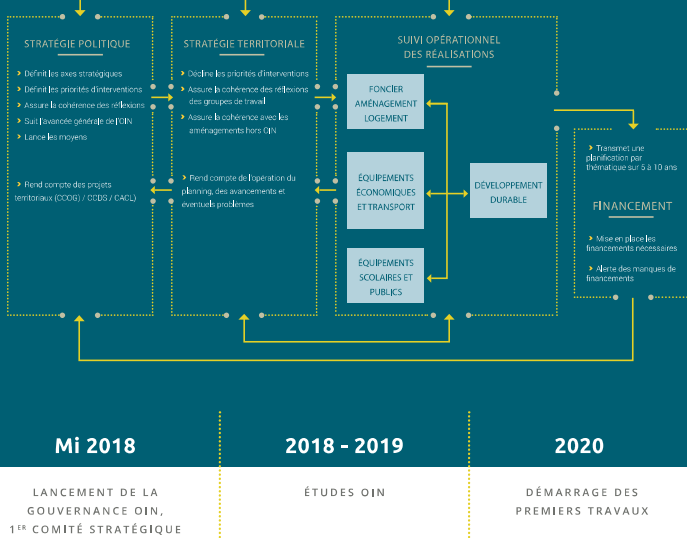 STRATÉGIE POLITIQUE
> Définit les axes stratégiques
> Définit les priorités d'interventions
> Assure la cohérence des réflexions
> Suit l'avancée générale de l'OIN
> Lance les moyens
> Rend compte des projets
territoriaux (CCOG) / CCDS / CACL)
STRATÉGIE TERRITORIALE
> Décline les priorités d'interventions
> Assure la cohérence des réflexions
des groupes de travail
> Assure la cohérence avec les
aménagements hors OIN
> Rend compte de l'opération du
planning, des avancements et
éventuels problèmes
SUIVI OPÉRATIONNEL
DES RÉALISATIONS
FONCIER
AMÉNAGEMENT
LOGEMENT
ÉQUIPEMENTS
ÉCONOMIQUES
ET TRANSPORT
ÉQUIPEMENTS
SCOLAIRES ET
PUBLICS
DÉVELOPPEMENT
DURABLE
> Transmet une
planification par
thématique sur 5 à 10 ans
FINANCEMENT
> Mise en place les
financements nécessaires
> Alerte des manques de
financements
Mi 2018
LANCEMENT DE LA
GOUVERNANCE OIN,
1ER COMITÉ STRATÉGIQUE
2018 - 2019
ÉTUDES OIN
2020
DÉMARRAGE DES
PREMIERS TRAVAUX